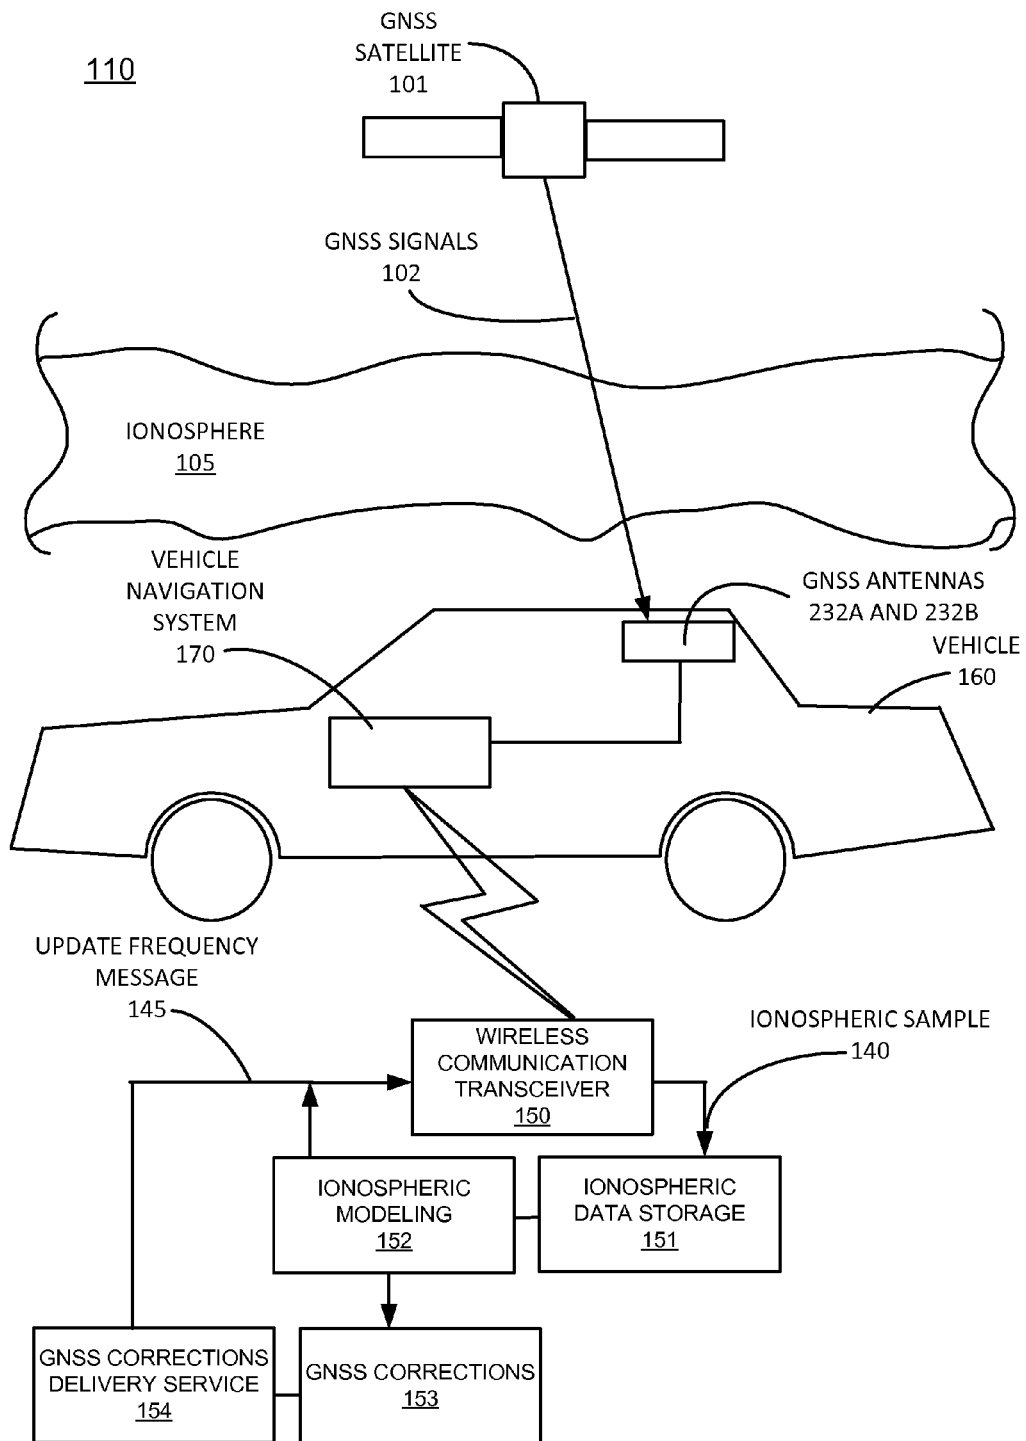 GNSS
SATELLITE
101
110
GNSS SIGNALS
102
IONOSPHERE
105
VEHICLE
NAVIGATION
SYSTEM
170
GNSS ANTENNAS
232A AND 232B
VEHICLE
160
UPDATE FREQUENCY
MESSAGE
145
WIRELESS
COMMUNICATION
TRANSCEIVER
150
IONOSPHERIC SAMPLE
140
IONOSPHERIC
MODELING
152
IONOSPHERIC
DATA STORAGE
151
GNSS CORRECTIONS
DELIVERY SERVICE
154
GNSS CORRECTIONS
153